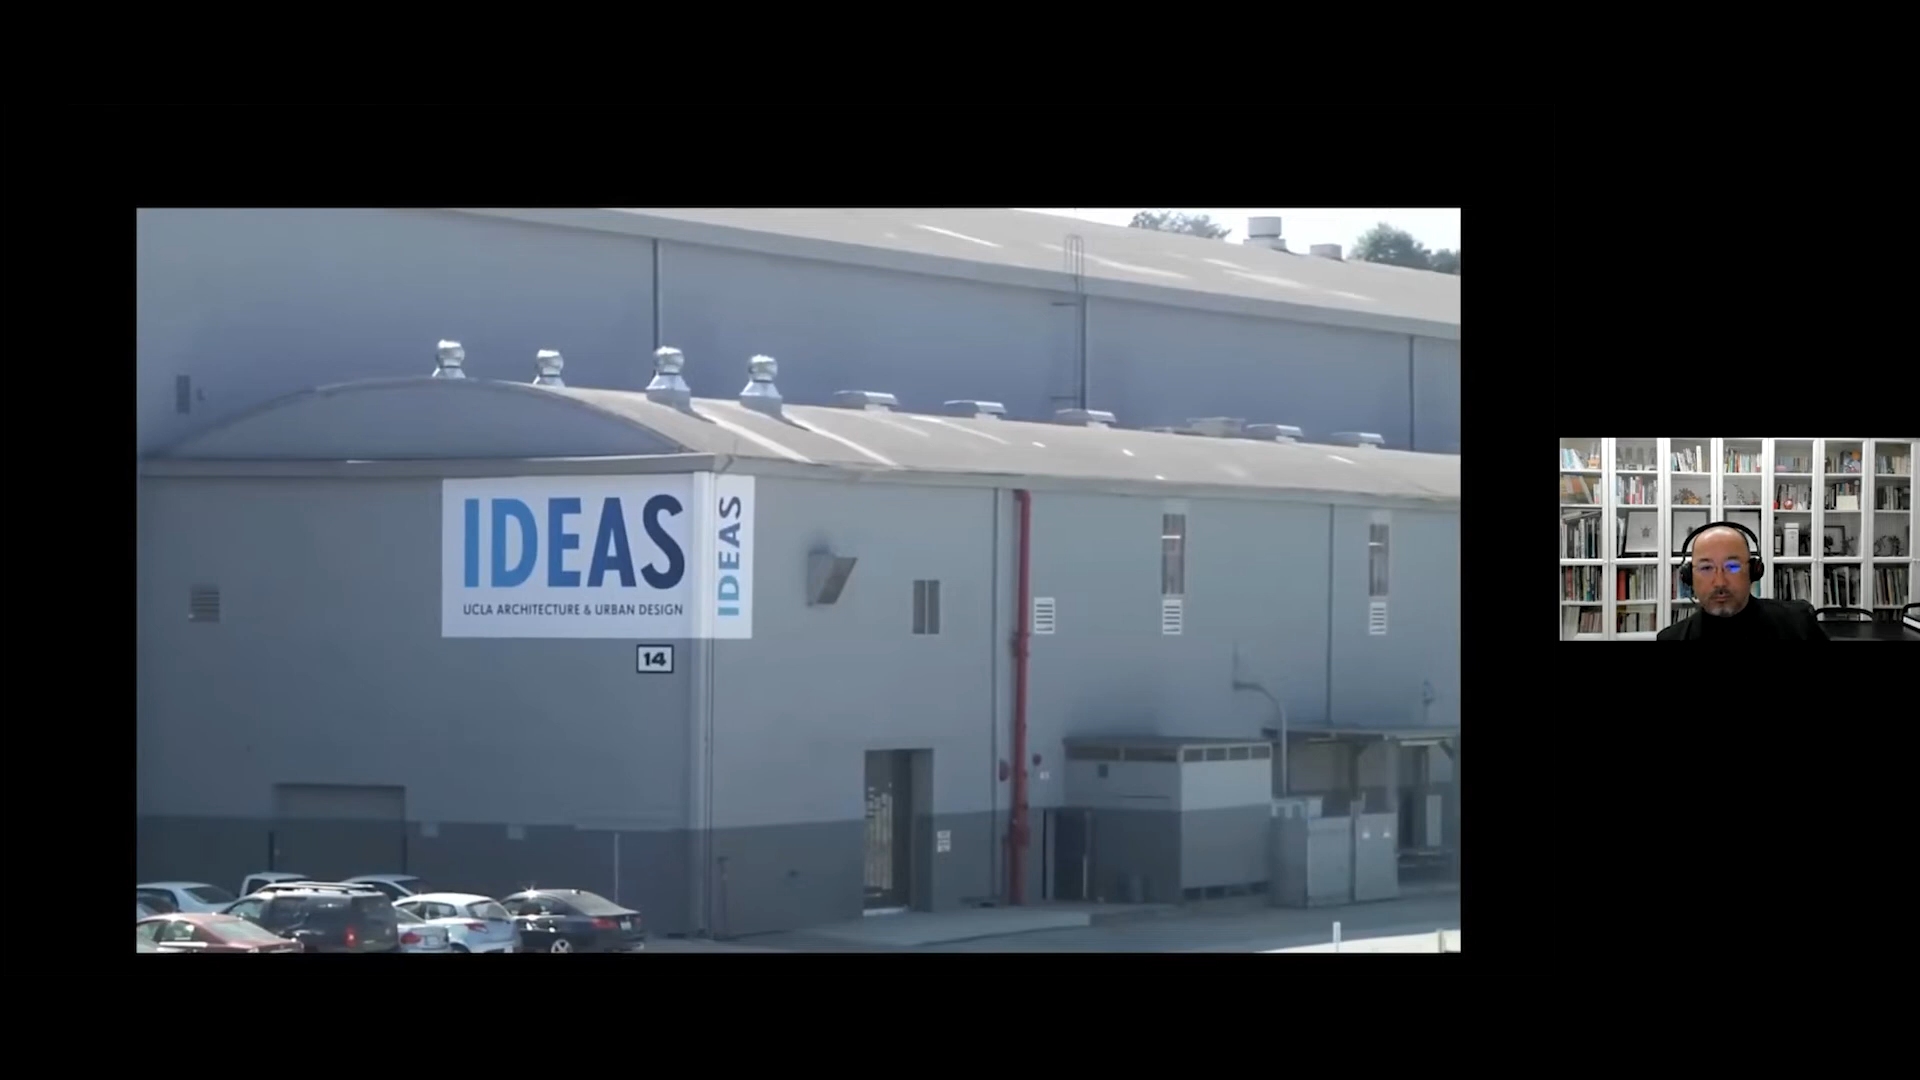 IDEAS
UCLA ARCHITECTURE & URBAN DESIGN
IDEAS
14